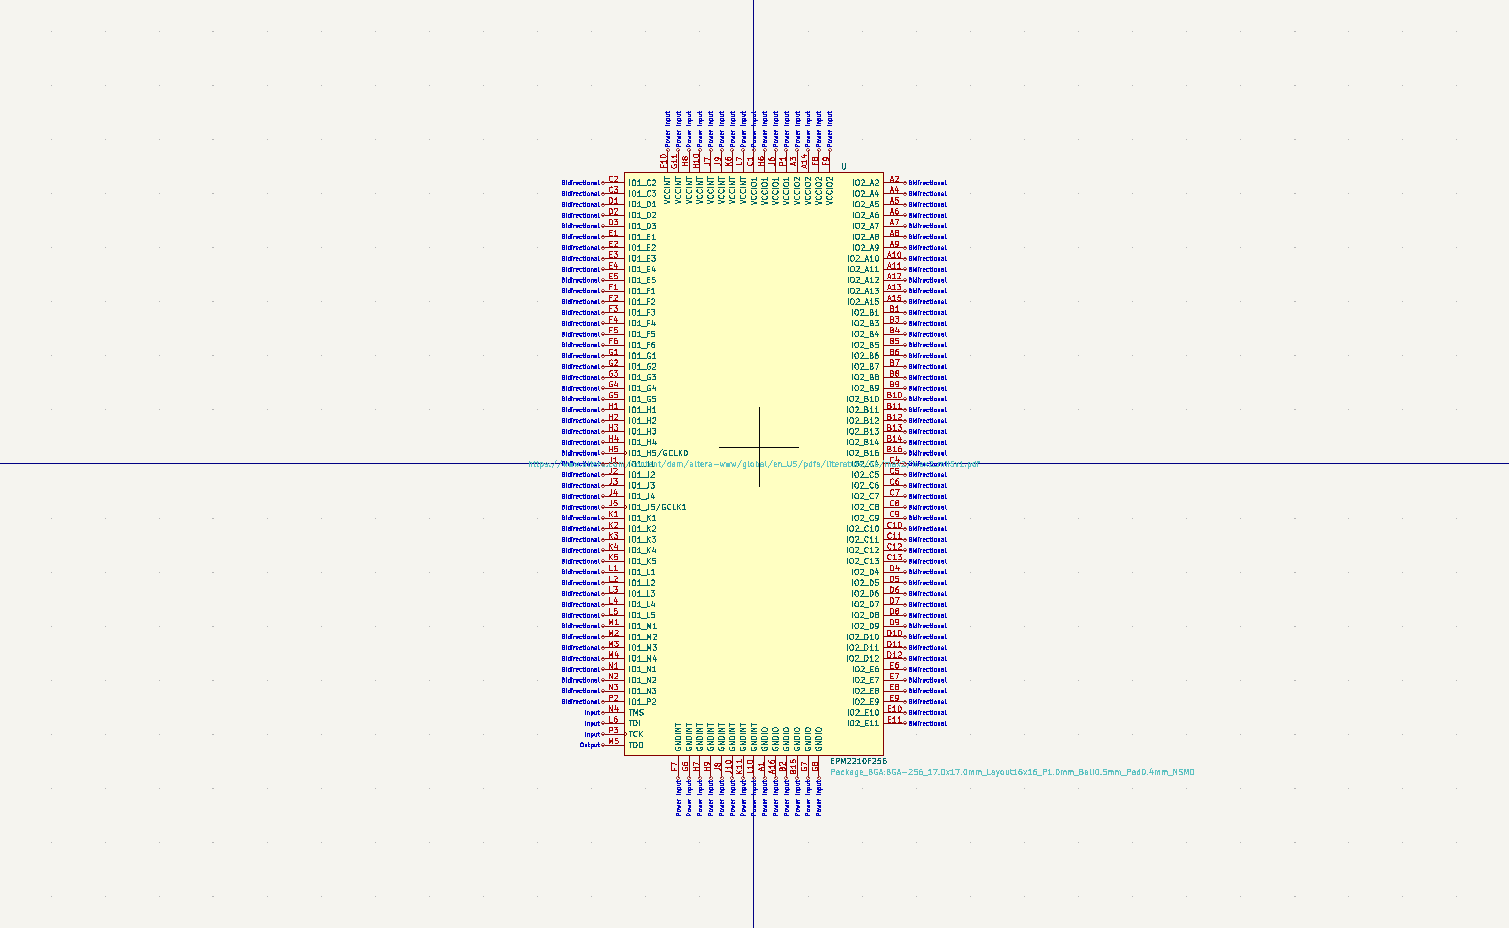 Power Input Power Input Power Input Power Input Power Input Power Input Power Input Power Input Power Input Power Input Power Input Power Input Power Input Power Input Power Input Power Input
F10 G11 H8 H10 J7 J9 K6 L7 C1 H6 J6 P1 A3 A14 F8 F9
U
VCCINT VCCINT VCCINT VCCINT VCCINT VCCINT VCCINT VCCINT VCCIO1 VCCIO1 VCCIO1 VCCIO1 VCCIO2 VCCIO2 VCCIO2 VCCIO2
Bidirectional C2 IO1_C2 IO2_A2 A2 Bidirectional
Bidirectional C3 IO1_C3 IO2_A4 A4 Bidirectional
Bidirectional D1 IO1_D1 IO2_A5 A5 Bidirectional
Bidirectional D2 IO1_D2 IO2_A6 A6 Bidirectional
Bidirectional D3 IO1_D3 IO2_A7 A7 Bidirectional
Bidirectional E1 IO1_E1 IO2_A8 A8 Bidirectional
Bidirectional E2 IO1_E2 IO2_A9 A9 Bidirectional
Bidirectional E3 IO1_E3 IO2_A10 A10 Bidirectional
Bidirectional E4 IO1_E4 IO2_A11 A11 Bidirectional
Bidirectional E5 IO1_E5 IO2_A12 A12 Bidirectional
Bidirectional F1 IO1_F1 IO2_A13 A13 Bidirectional
Bidirectional F2 IO1_F2 IO2_A15 A15 Bidirectional
Bidirectional F3 IO1_F3 IO2_B1 B1 Bidirectional
Bidirectional F4 IO1_F4 IO2_B3 B3 Bidirectional
Bidirectional F5 IO1_F5 IO2_B4 B4 Bidirectional
Bidirectional F6 IO1_F6 IO2_B5 B5 Bidirectional
Bidirectional G1 IO1_G1 IO2_B6 B6 Bidirectional
Bidirectional G2 IO1_G2 IO2_B7 B7 Bidirectional
Bidirectional G3 IO1_G3 IO2_B8 B8 Bidirectional
Bidirectional G4 IO1_G4 IO2_B9 B9 Bidirectional
Bidirectional G5 IO1_G5 IO2_B10 B10 Bidirectional
Bidirectional H1 IO1_H1 IO2_B11 B11 Bidirectional
Bidirectional H2 IO1_H2 IO2_B12 B12 Bidirectional
Bidirectional H3 IO1_H3 IO2_B13 B13 Bidirectional
Bidirectional H4 IO1_H4 IO2_B14 B14 Bidirectional
Bidirectional H5 IO1_H5/GCLK0 IO2_B16 B16 Bidirectional
J1 IO2_C4 C4 Bidirectional
Bidirectional J2 IO1_J2 IO2_C5 C5 Bidirectional
Bidirectional J3 IO1_J3 IO2_C6 C6 Bidirectional
Bidirectional J4 IO1_J4 IO2_C7 C7 Bidirectional
Bidirectional J5 IO1_J5/GCLK1 IO2_C8 C8 Bidirectional
Bidirectional K1 IO1_K1 IO2_C9 C9 Bidirectional
Bidirectional K2 IO1_K2 IO2_C10 C10 Bidirectional
Bidirectional K3 IO1_K3 IO2_C11 C11 Bidirectional
Bidirectional K4 IO1_K4 IO2_C12 C12 Bidirectional
Bidirectional K5 IO1_K5 IO2_C13 C13 Bidirectional
Bidirectional L1 IO1_L1 IO2_D4 D4 Bidirectional
Bidirectional L2 IO1_L2 IO2_D5 D5 Bidirectional
Bidirectional L3 IO1_L3 IO2_D6 D6 Bidirectional
Bidirectional L4 IO1_L4 IO2_D7 D7 Bidirectional
Bidirectional L5 IO1_L5 IO2_D8 D8 Bidirectional
Bidirectional M1 IO1_M1 IO2_D9 D9 Bidirectional
Bidirectional M2 IO1_M2 IO2_D10 D10 Bidirectional
Bidirectional M3 IO1_M3 IO2_D11 D11 Bidirectional
Bidirectional M4 IO1_M4 IO2_D12 D12 Bidirectional
Bidirectional N1 IO1_N1 IO2_E6 E6 Bidirectional
Bidirectional N2 IO1_N2 IO2_E7 E7 Bidirectional
Bidirectional N3 IO1_N3 IO2_E8 E8 Bidirectional
Bidirectional P2 IO1_P2 IO2_E9 E9 Bidirectional
Input N4 TMS IO2_E10 E10 Bidirectional
Input L6 TDI IO2_E11 E11 Bidirectional
Input P3 TCK
Output M5 TDO
GNDINT GNDINT GNDINT GNDINT GNDINT GNDINT GNDINT GNDINT GNDIO GNDIO GNDIO GNDIO GNDIO GNDIO
EPM2210F256
F7 G6 H7 H9 J8 J10 K11 L10 A1 A16 B2 B15 G7 G8
Package_BGA:BGA-256_17.0x17.0mm_Layout16x16_P1.0mm_Ball0.5mm_Pad0.4mm_NSMD
Power Input Power Input Power Input Power Input Power Input Power Input Power Input Power Input Power Input Power Input Power Input Power Input Power Input Power Input